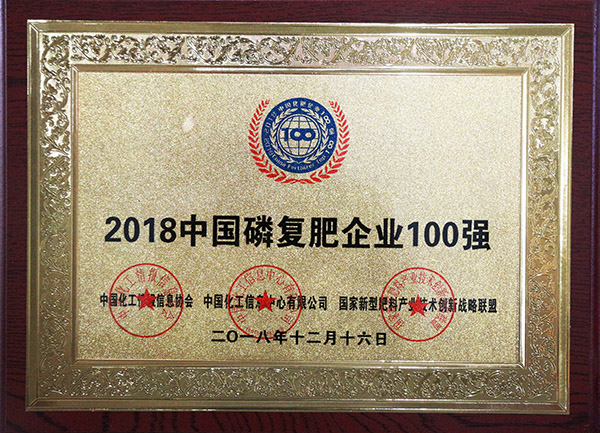 100
2018中国磷复肥企业100强
中国化工情报信息协会 中国化工信息中心有限公司 国家新型肥料产业技术创新战略联盟
二〇一八年十二月十六日